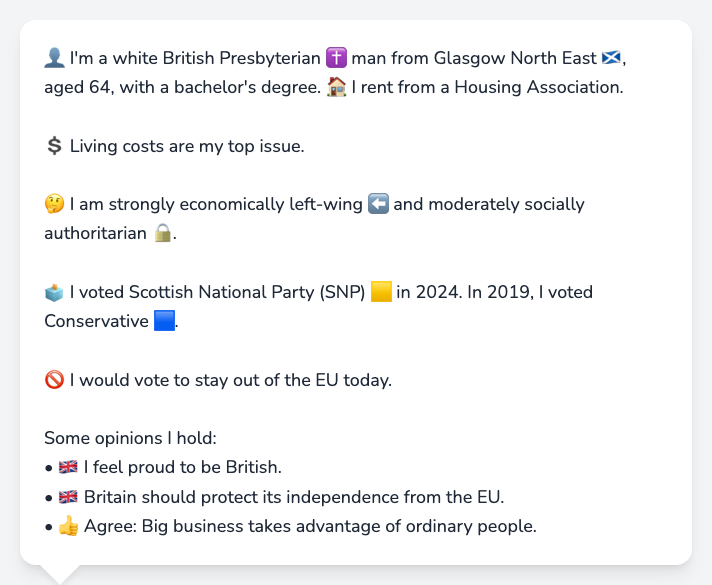 👤 I'm a white British Presbyterian ✝️ man from Glasgow North East 🏴󠁧󠁢󠁳󠁣󠁴󠁿,
aged 64, with a bachelor's degree. 🏠 I rent from a Housing Association.
💲 Living costs are my top issue.
🤔 I am strongly economically left-wing ⬅️ and moderately socially
authoritarian 🔒.
🗳️ I voted Scottish National Party (SNP) 🟨 in 2024. In 2019, I voted
Conservative 🟦.
🚫 I would vote to stay out of the EU today.
Some opinions I hold:
• 🇬🇧 I feel proud to be British.
• 🇬🇧 Britain should protect its independence from the EU.
• 👍 Agree: Big business takes advantage of ordinary people.